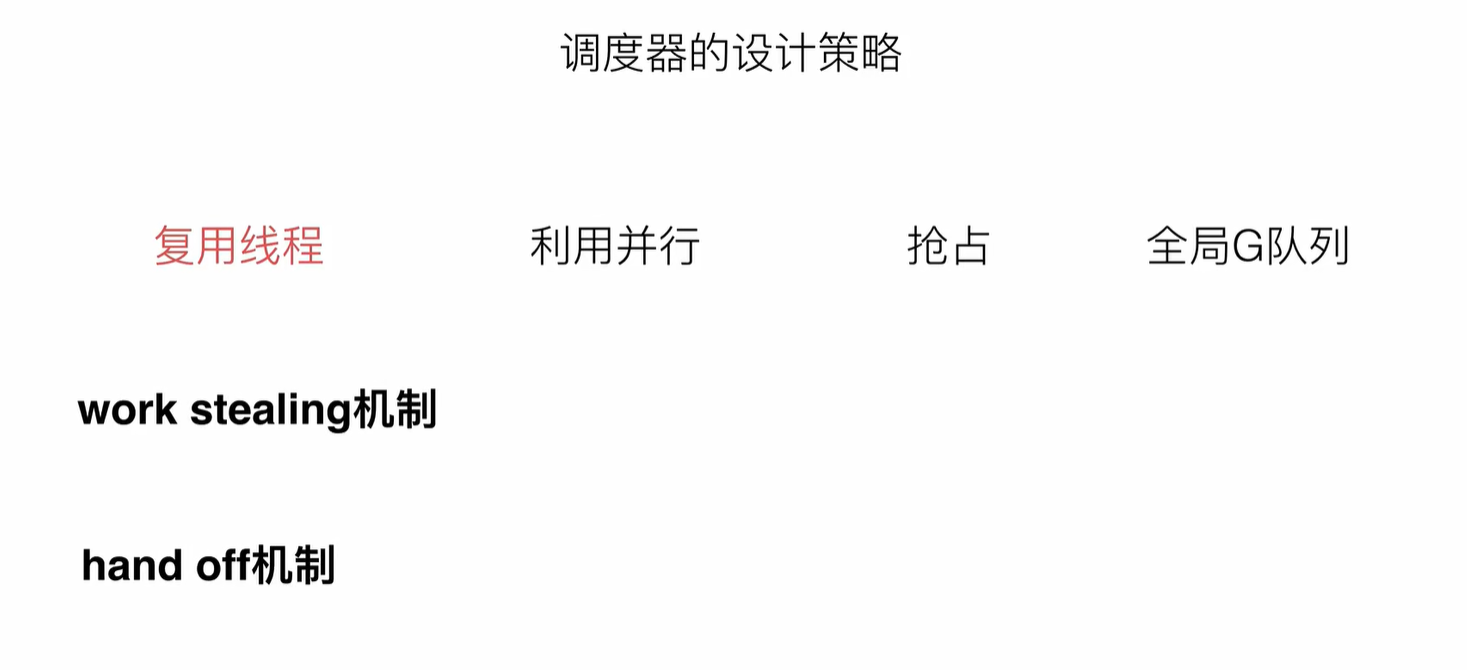 调度器的设计策略
复用线程 利用并行 抢占 全局G队列
work stealing机制
hand off机制